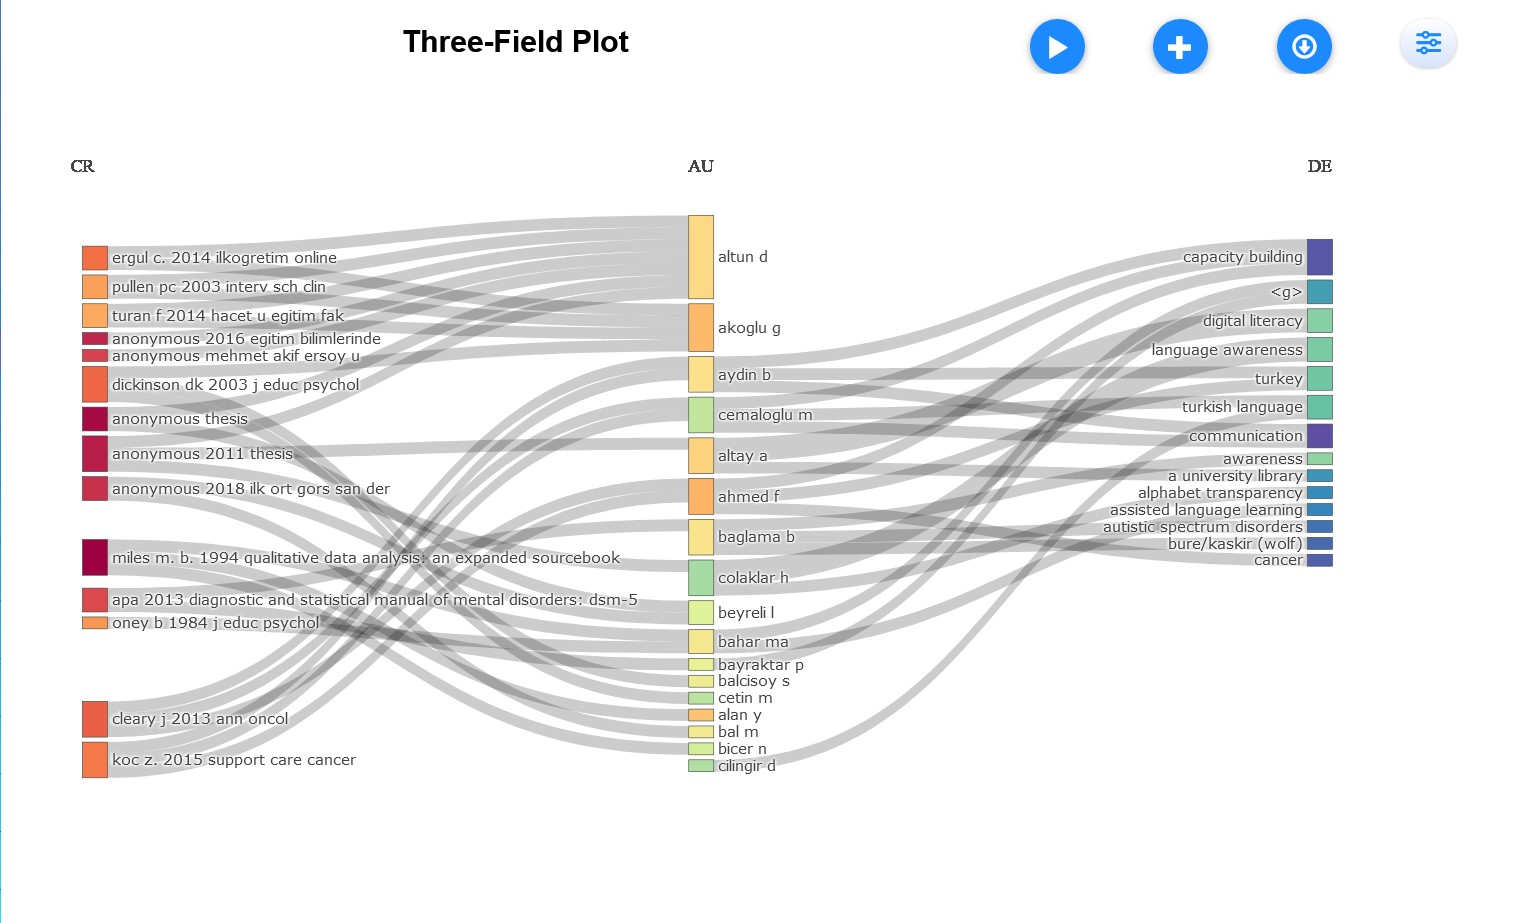 Three-Field Plot
CR
AU
DE
ergul c. 2014 ilkogretim online
pullen pc 2003 interv sch clin
turan f 2014 hacet u egitim fak
anonymous 2016 egitim bilimlerinde
anonymous mehmet akif ersoy u
dickinson dk 2003 j educ psychol
anonymous thesis
anonymous 2011 thesis
anonymous 2018 ilk ort gors san der
miles m. b. 1994 qualitative data analysis: an expanded sourcebook
apa 2013 diagnostic and statistical manual of mental disorders: dsm-5
oney b 1984 j educ psychol
cleary j 2013 ann oncol
koc z. 2015 support care cancer
altun d
akoglu g
aydin b
cemaloglu m
altay a
ahmed f
baglama b
colaklar h
beyreli l
bahar ma
bayraktar p
balcisoy s
cetin m
alan y
bal m
bicer n
cilingir d
capacity building
<g>
digital literacy
language awareness
turkey
turkish language
communication
awareness
a university library
alphabet transparency
assisted language learning
autistic spectrum disorders
bure/kaskir (wolf)
cancer